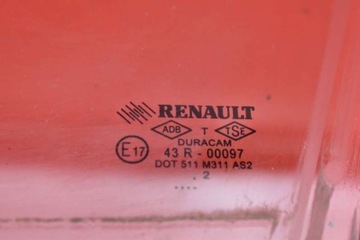 RENAULT
ADB T TSE
DURACAM
E17 43 R - 00097
DOT 511 M311 AS2
. 2
....